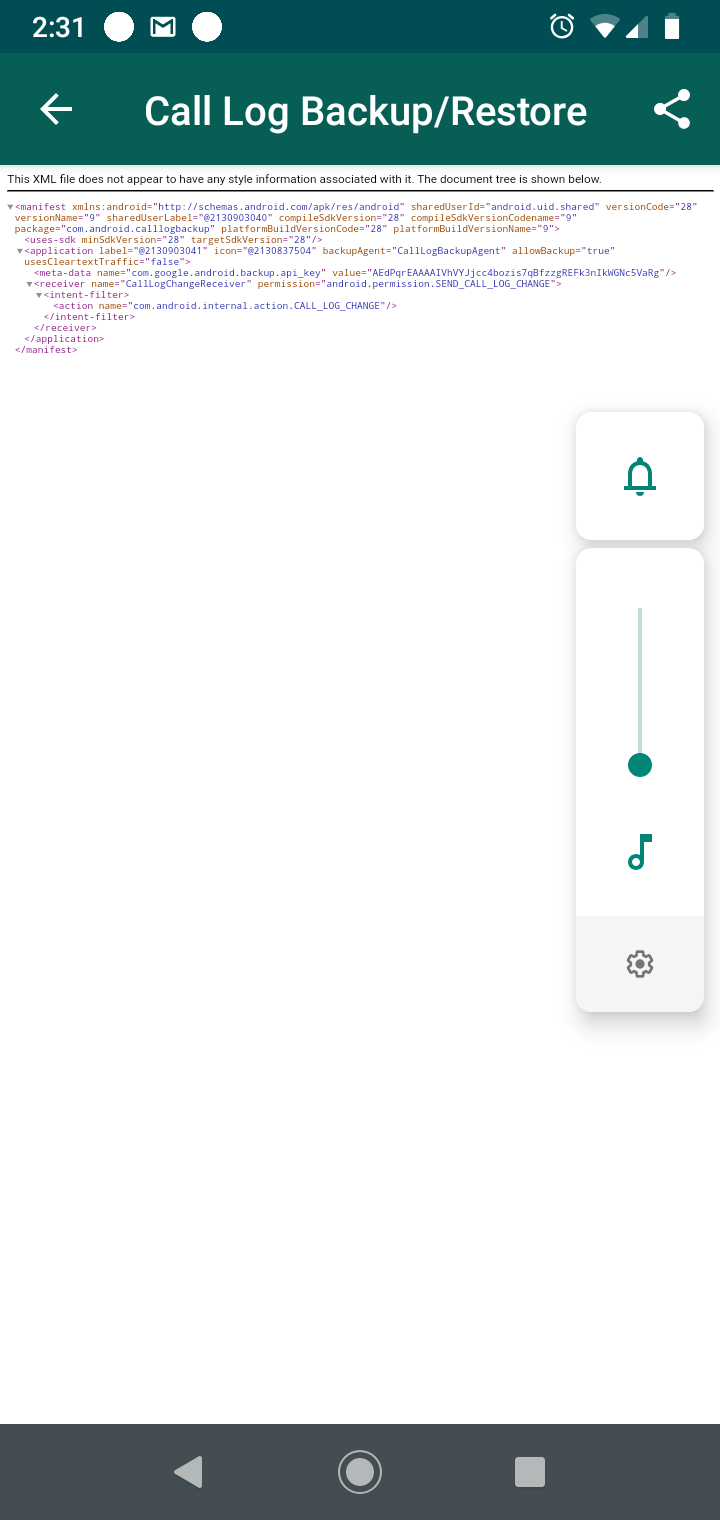 2:31
Call Log Backup/Restore
This XML file does not appear to have any style information associated with it. The document tree is shown below.
▼<manifest xmlns:android="http://schemas.android.com/apk/res/android" sharedUserId="android.uid.shared" versionCode="28"
versionName="9" sharedUserLabel="@2130903040" compileSdkVersion="28" compileSdkVersionCodename="9"
package="com.android.calllogbackup" platformBuildVersionCode="28" platformBuildVersionName="9">
<uses-sdk minSdkVersion="28" targetSdkVersion="28"/>
▼<application label="@2130903041" icon="@2130837504" backupAgent="CallLogBackupAgent" allowBackup="true"
usesCleartextTraffic="false">
<meta-data name="com.google.android.backup.api_key" value="AEdPqrEAAAAIVhVYJjcc4bozis7qBfzzgREFk3nIkWGNc5VaRg"/>
▼<receiver name="CallLogChangeReceiver" permission="android.permission.SEND_CALL_LOG_CHANGE">
▼<intent-filter>
<action name="com.android.internal.action.CALL_LOG_CHANGE"/>
</intent-filter>
</receiver>
</application>
</manifest>